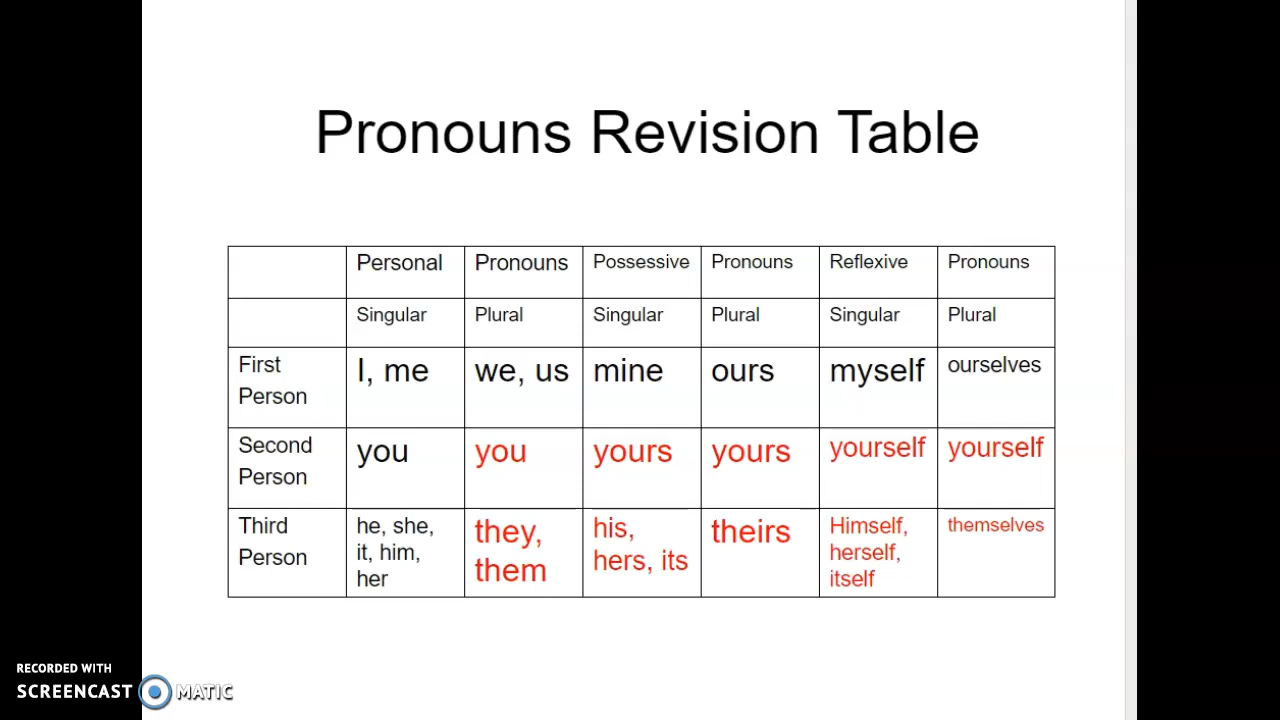 Pronouns Revision Table
Personal Pronouns Possessive Pronouns Reflexive Pronouns
Singular Plural Singular Plural Singular Plural
First Person I, me we, us mine ours myself ourselves
Second Person you you yours yours yourself yourself
Third Person he, she, it, him, her they, them his, hers, its theirs Himself, herself, itself themselves
RECORDED WITH
SCREENCAST MATIC